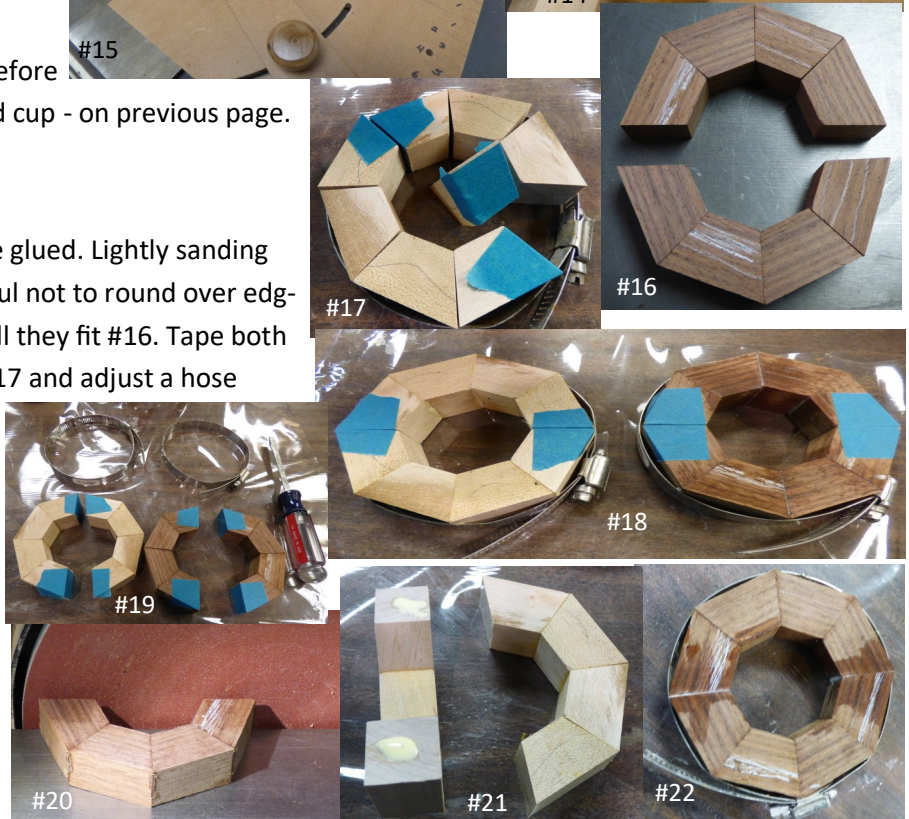 #14
#15
efore
d cup - on previous page.
#16
#17
e glued. Lightly sanding
ul not to round over edg-
ll they fit #16. Tape both
17 and adjust a hose
#18
#19
#20
#21
#22